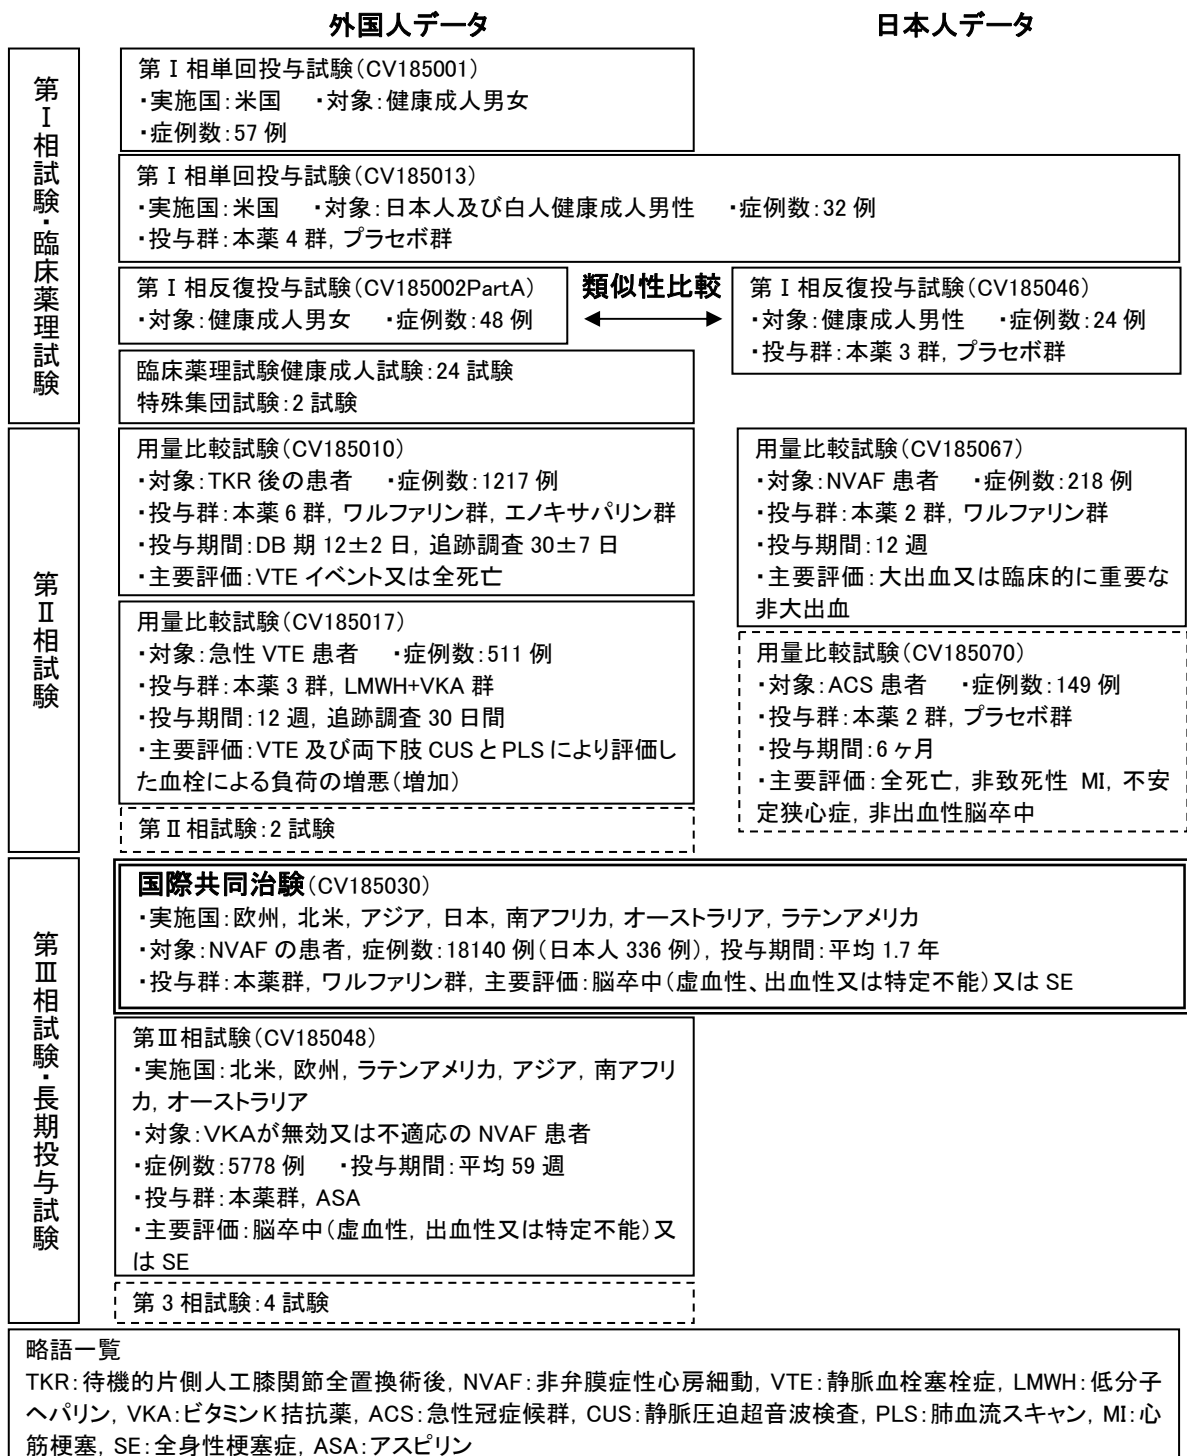 外国人データ
日本人データ
第Ⅰ相試験・臨床薬理試験
第Ⅰ相単回投与試験(CV185001)
・実施国:米国 ・対象:健康成人男女
・症例数:57 例
第Ⅰ相単回投与試験(CV185013)
・実施国:米国 ・対象:日本人及び白人健康成人男性 ・症例数:32 例
・投与群:本薬 4 群, プラセボ群
第Ⅰ相反復投与試験(CV185002PartA)
・対象:健康成人男女 ・症例数:48 例
類似性比較
第Ⅰ相反復投与試験(CV185046)
・対象:健康成人男性 ・症例数:24 例
・投与群:本薬 3 群, プラセボ群
臨床薬理試験健康成人試験:24 試験
特殊集団試験:2 試験
第Ⅱ相試験
用量比較試験(CV185010)
・対象:TKR 後の患者 ・症例数:1217 例
・投与群:本薬 6 群, ワルファリン群, エノキサパリン群
・投与期間:DB 期 12±2 日, 追跡調査 30±7 日
・主要評価:VTE イベント又は全死亡
用量比較試験(CV185017)
・対象:急性 VTE 患者 ・症例数:511 例
・投与群:本薬 3 群, LMWH+VKA 群
・投与期間:12 週, 追跡調査 30 日間
・主要評価:VTE 及び両下肢 CUS と PLS により評価し
た血栓による負荷の増悪(増加)
第Ⅱ相試験:2 試験
用量比較試験(CV185067)
・対象:NVAF 患者 ・症例数:218 例
・投与群:本薬 2 群, ワルファリン群
・投与期間:12 週
・主要評価:大出血又は臨床的に重要な
非大出血
用量比較試験(CV185070)
・対象:ACS 患者 ・症例数:149 例
・投与群:本薬 2 群, プラセボ群
・投与期間:6 ヶ月
・主要評価:全死亡, 非致死性 MI, 不安
定狭心症, 非出血性脳卒中
第Ⅲ相試験・長期投与試験
国際共同治験(CV185030)
・実施国:欧州, 北米, アジア, 日本, 南アフリカ, オーストラリア, ラテンアメリカ
・対象:NVAF の患者, 症例数:18140 例(日本人 336 例), 投与期間:平均 1.7 年
・投与群:本薬群, ワルファリン群, 主要評価:脳卒中(虚血性、出血性又は特定不能)又は SE
第Ⅲ相試験(CV185048)
・実施国:北米, 欧州, ラテンアメリカ, アジア, 南アフリ
カ, オーストラリア
・対象:VKAが無効又は不適応の NVAF 患者
・症例数:5778 例 ・投与期間:平均 59 週
・投与群:本薬群, ASA
・主要評価:脳卒中(虚血性, 出血性又は特定不能)又
は SE
第 3 相試験:4 試験
略語一覧
TKR:待機的片側人工膝関節全置換術後, NVAF:非弁膜症性心房細動, VTE:静脈血栓塞栓症, LMWH:低分子
ヘパリン, VKA:ビタミンK拮抗薬, ACS:急性冠症候群, CUS:静脈圧迫超音波検査, PLS:肺血流スキャン, MI:心
筋梗塞, SE:全身性梗塞症, ASA:アスピリン